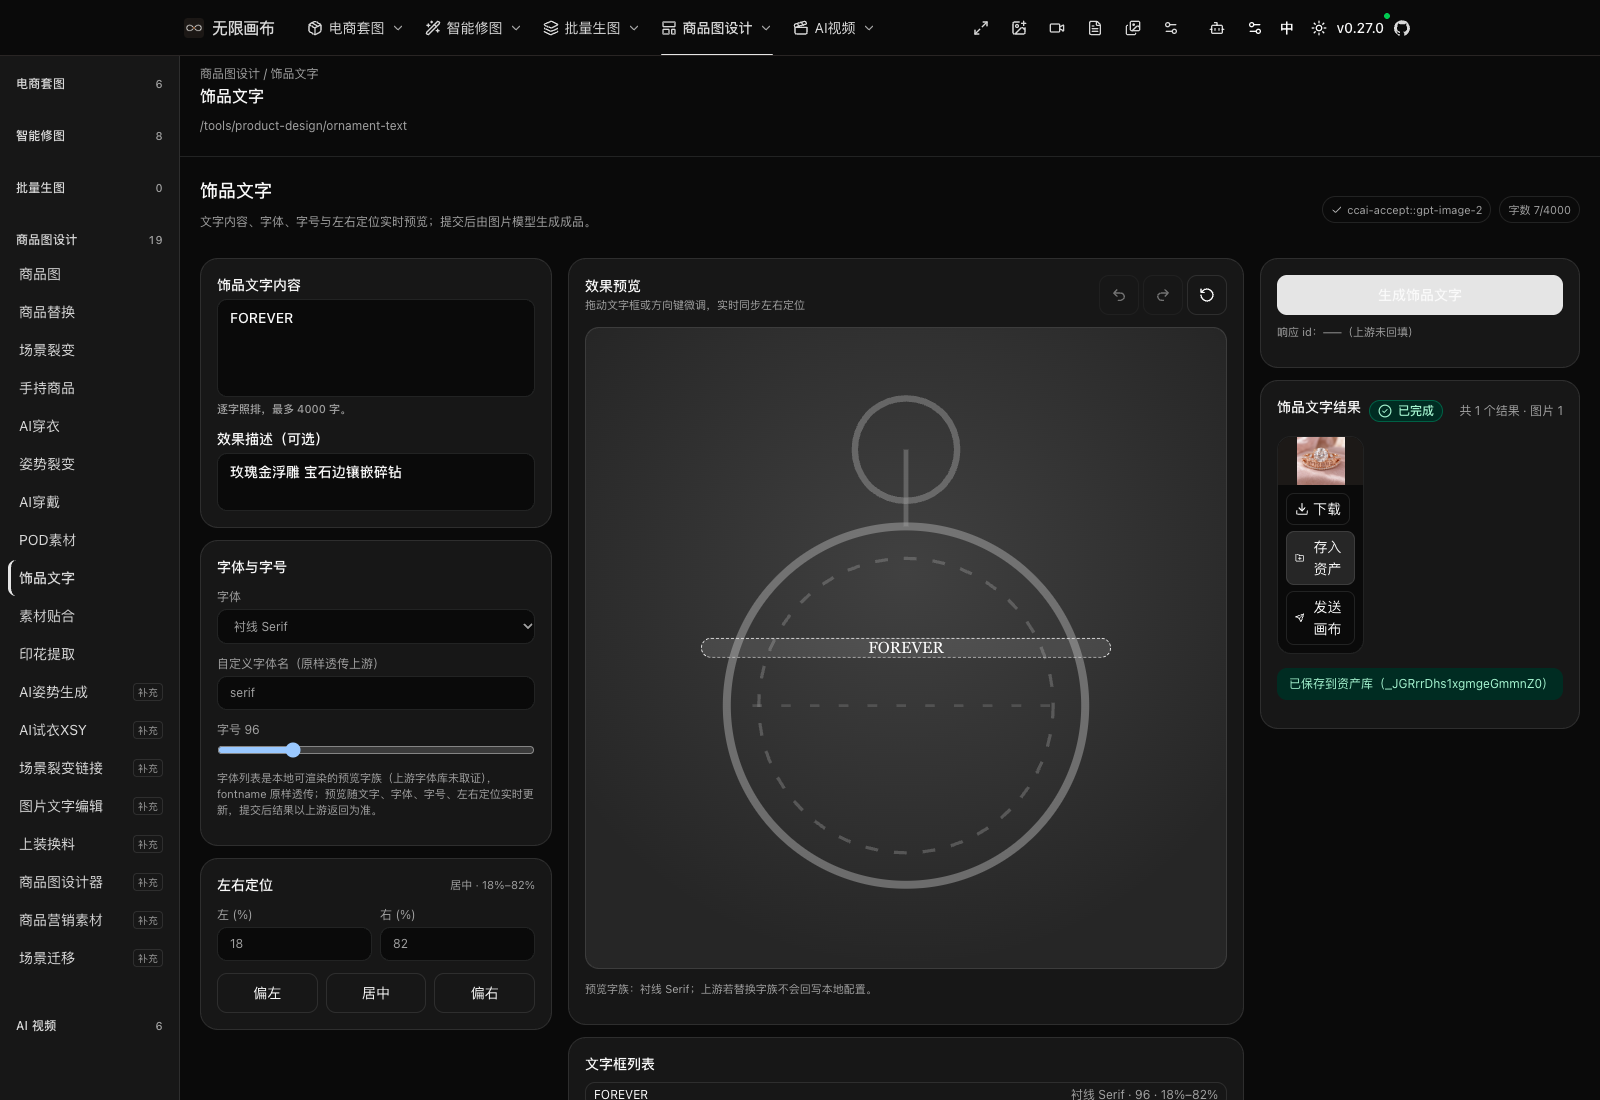 无限画布
电商套图
智能修图
批量生图
商品图设计
AI视频
中
v0.27.0
电商套图 6
智能修图 8
批量生图 0
商品图设计 19
商品图
商品替换
场景裂变
手持商品
AI穿衣
姿势裂变
AI穿戴
POD素材
饰品文字
素材贴合
印花提取
AI姿势生成 补充
AI试衣XSY 补充
场景裂变链接 补充
图片文字编辑 补充
上装换料 补充
商品图设计器 补充
商品营销素材 补充
场景迁移 补充
AI 视频 6
商品图设计 / 饰品文字
饰品文字
/tools/product-design/ornament-text
饰品文字
文字内容、字体、字号与左右定位实时预览；提交后由图片模型生成成品。
ccai-accept::gpt-image-2
字数 7/4000
饰品文字内容
FOREVER
逐字照排，最多 4000 字。
效果描述（可选）
玫瑰金浮雕 宝石边镶嵌碎钻
字体与字号
字体
衬线 Serif
自定义字体名（原样透传上游）
serif
字号 96
字体列表是本地可渲染的预览字族（上游字体库未取证），
fontname 原样透传；预览随文字、字体、字号、左右定位实时更
新，提交后结果以上游返回为准。
左右定位
居中 · 18%–82%
左 (%)
右 (%)
18
82
偏左
居中
偏右
效果预览
拖动文字框或方向键微调，实时同步左右定位
FOREVER
预览字族：衬线 Serif；上游若替换字族不会回写本地配置。
文字框列表
FOREVER
衬线 Serif · 96 · 18%–82%
生成饰品文字
响应 id：——（上游未回填）
饰品文字结果
已完成
共 1 个结果 · 图片 1
下载
存入
资产
发送
画布
已保存到资产库（_JGRrrDhs1xgmgeGmmnZ0）